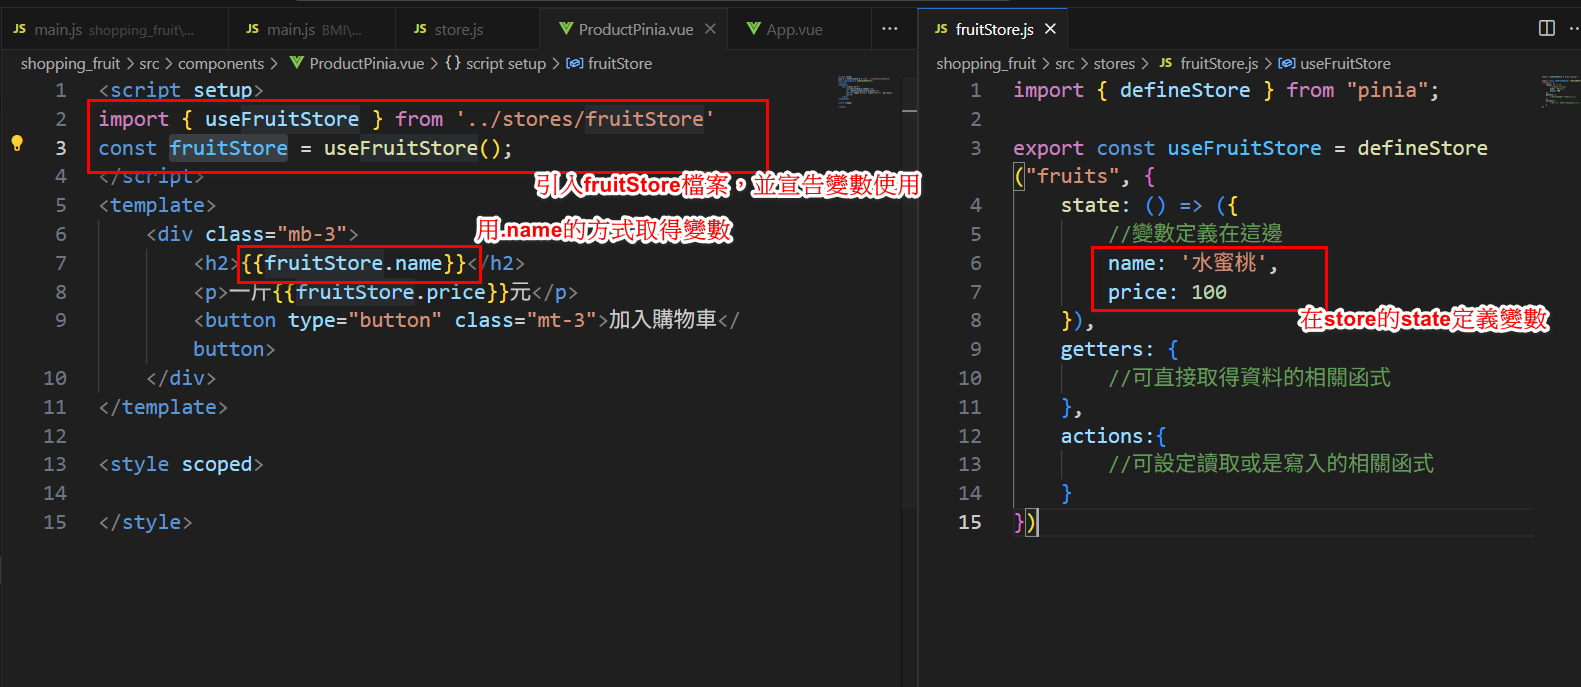 JS main.js shopping_fruit\...
JS main.js BMI\...
JS store.js
ProductPinia.vue
App.vue
shopping_fruit > src > components > ProductPinia.vue > {} script setup > fruitStore
1 <script setup>
2 import { useFruitStore } from '../stores/fruitStore'
3 const fruitStore = useFruitStore();
4 </script>
引入fruitStore檔案，並宣告變數使用
5 <template>
用.name的方式取得變數
6 <div class="mb-3">
7 <h2>{{fruitStore.name}}</h2>
8 <p>一斤{{fruitStore.price}}元</p>
9 <button type="button" class="mt-3">加入購物車</
button>
10 </div>
11 </template>
12
13 <style scoped>
14
15 </style>
JS fruitStore.js
shopping_fruit > src > stores > JS fruitStore.js > useFruitStore
1 import { defineStore } from "pinia";
2
3 export const useFruitStore = defineStore
("fruits", {
4 state: () => ({
5 //變數定義在這邊
6 name: '水蜜桃',
7 price: 100
在store的state定義變數
8 }),
9 getters: {
10 //可直接取得資料的相關函式
11 },
12 actions:{
13 //可設定讀取或是寫入的相關函式
14 }
15 })